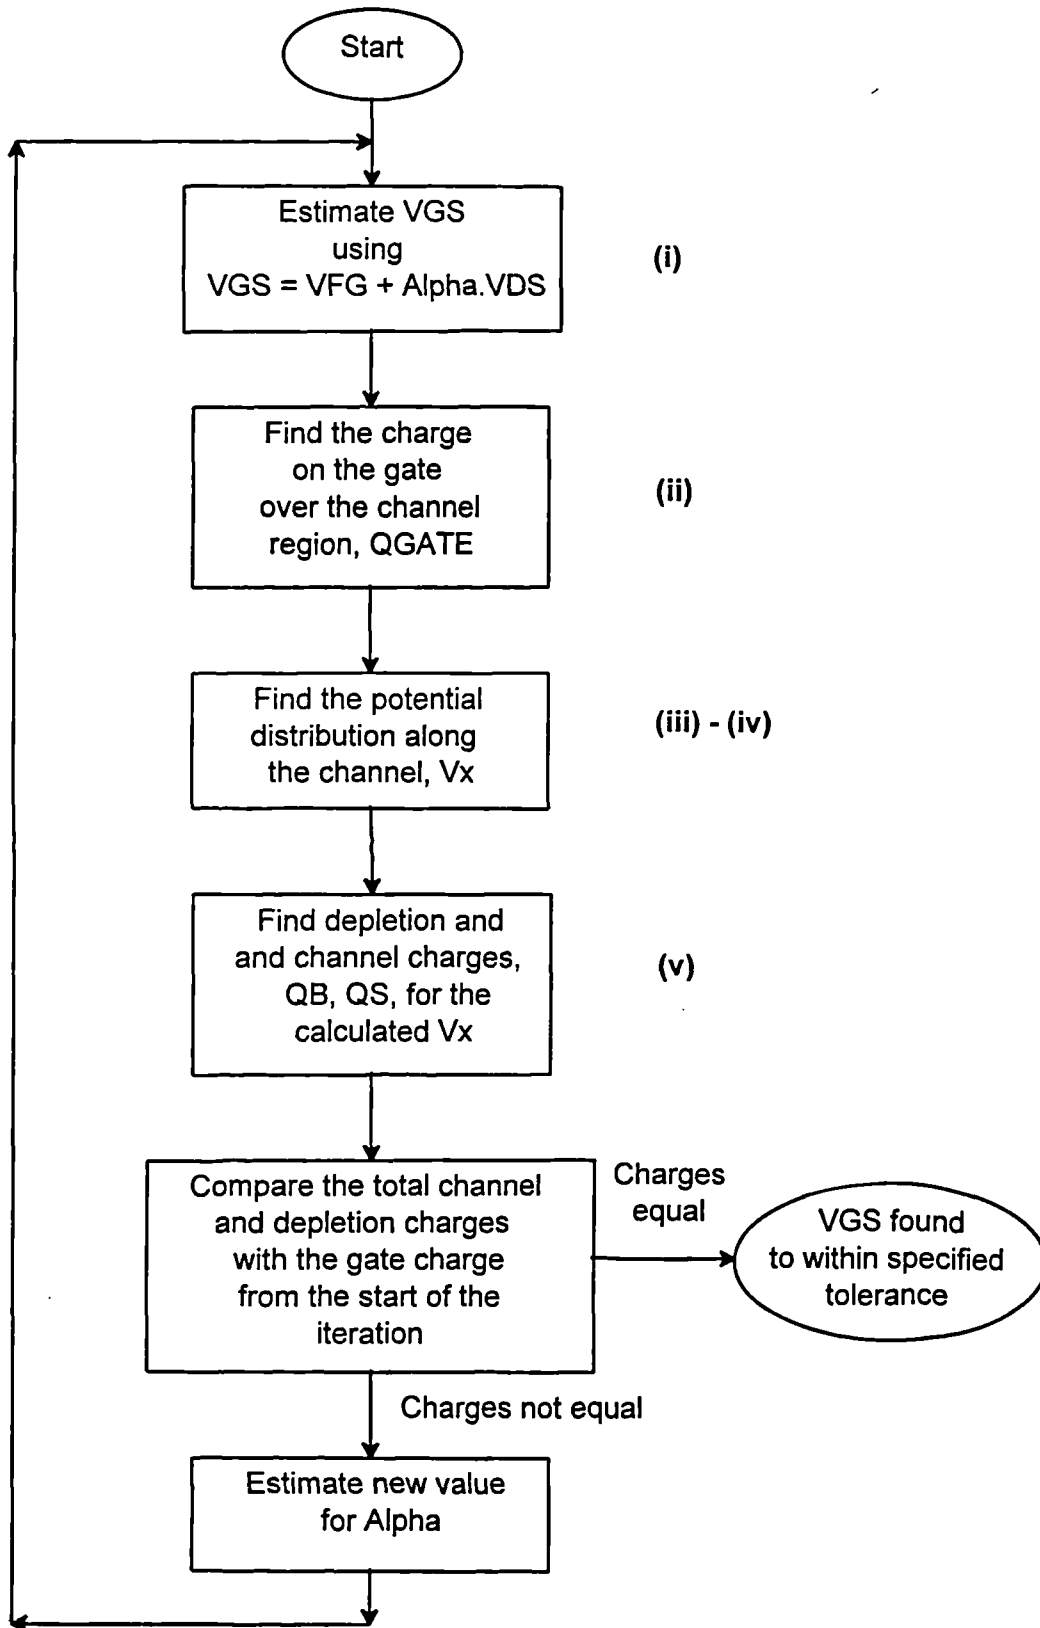 Start
Estimate VGS
using
VGS = VFG + Alpha.VDS
(i)
Find the charge
on the gate
over the channel
region, QGATE
(ii)
Find the potential
distribution along
the channel, Vx
(iii) - (iv)
Find depletion and
and channel charges,
QB, QS, for the
calculated Vx
(v)
Compare the total channel
and depletion charges
with the gate charge
from the start of the
iteration
Charges
equal
VGS found
to within specified
tolerance
Charges not equal
Estimate new value
for Alpha